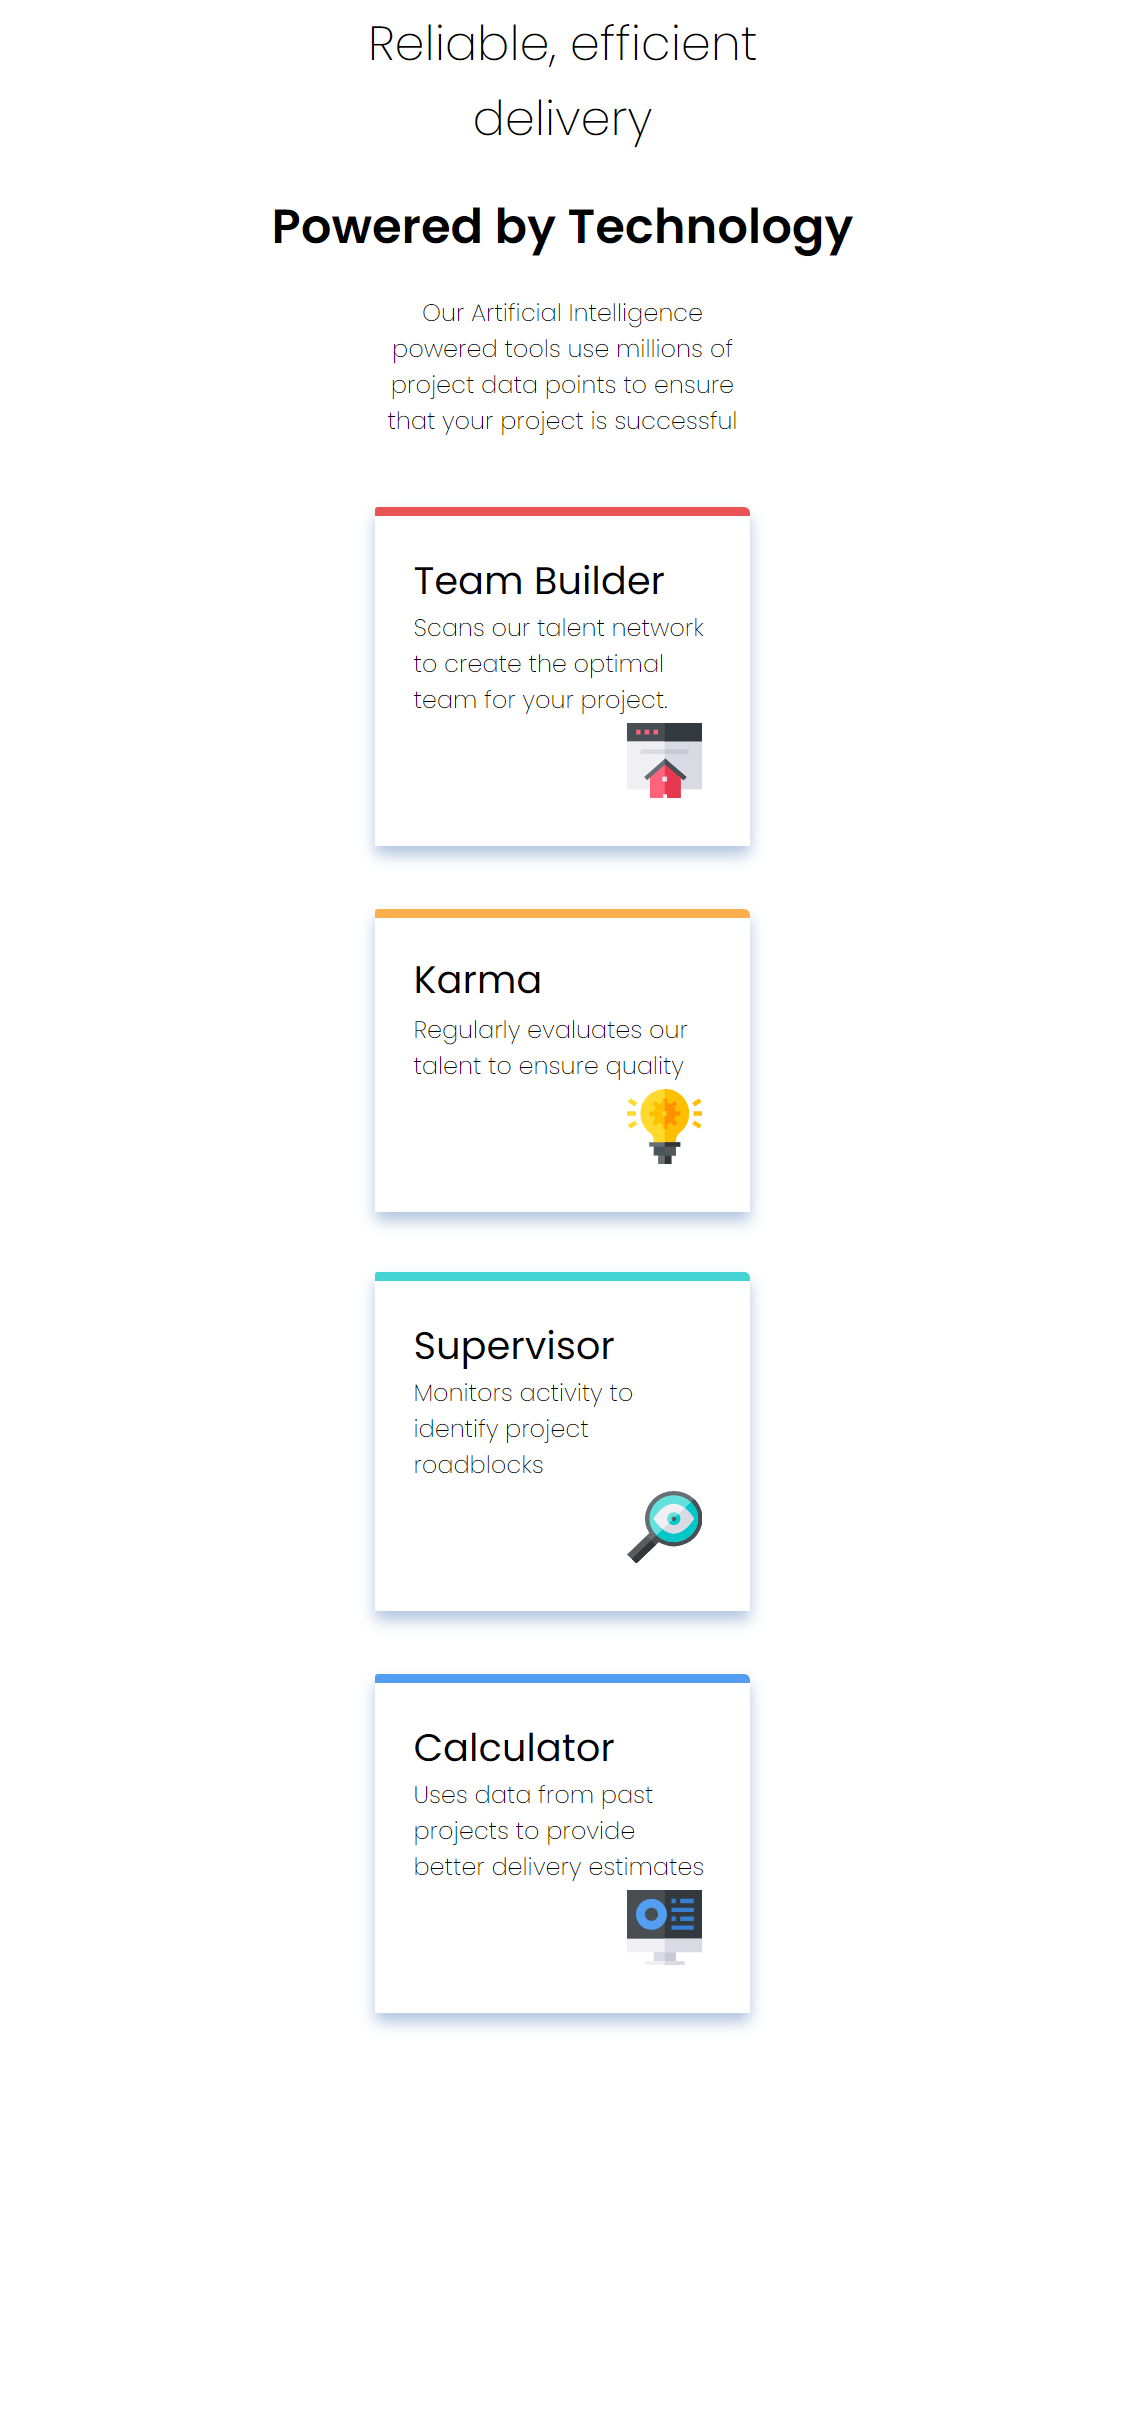 Reliable, efficient
delivery
Powered by Technology
Our Artificial Intelligence
powered tools use millions of
project data points to ensure
that your project is successful
Team Builder
Scans our talent network
to create the optimal
team for your project.
Karma
Regularly evaluates our
talent to ensure quality
Supervisor
Monitors activity to
identify project
roadblocks
Calculator
Uses data from past
projects to provide
better delivery estimates